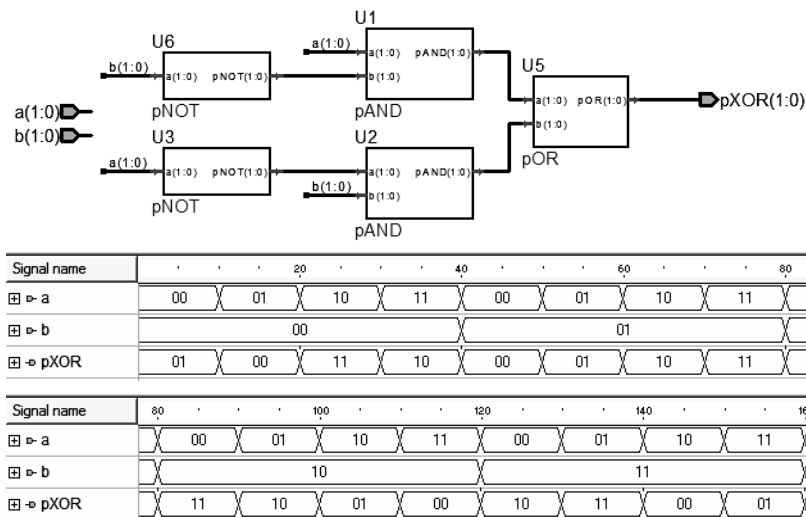 U1
a(1:0)
a(1:0) pAND(1:0)
b(1:0)
pAND
U6
b(1:0)
a(1:0) pNOT(1:0)
pNOT
U5
a(1:0) pOR(1:0)
b(1:0)
pOR
pXOR(1:0)
a(1:0)
b(1:0)
U3
a(1:0)
a(1:0) pNOT(1:0)
pNOT
U2
a(1:0) pAND(1:0)
b(1:0)
b(1:0)
pAND
Signal name 20 40 60 80
a 00 01 10 11 00 01 10 11
b 00 01
pXOR 01 00 11 10 00 01 10 11
Signal name 80 100 120 140 16
a 00 01 10 11 00 01 10 11
b 10 11
pXOR 11 10 01 00 10 11 00 01